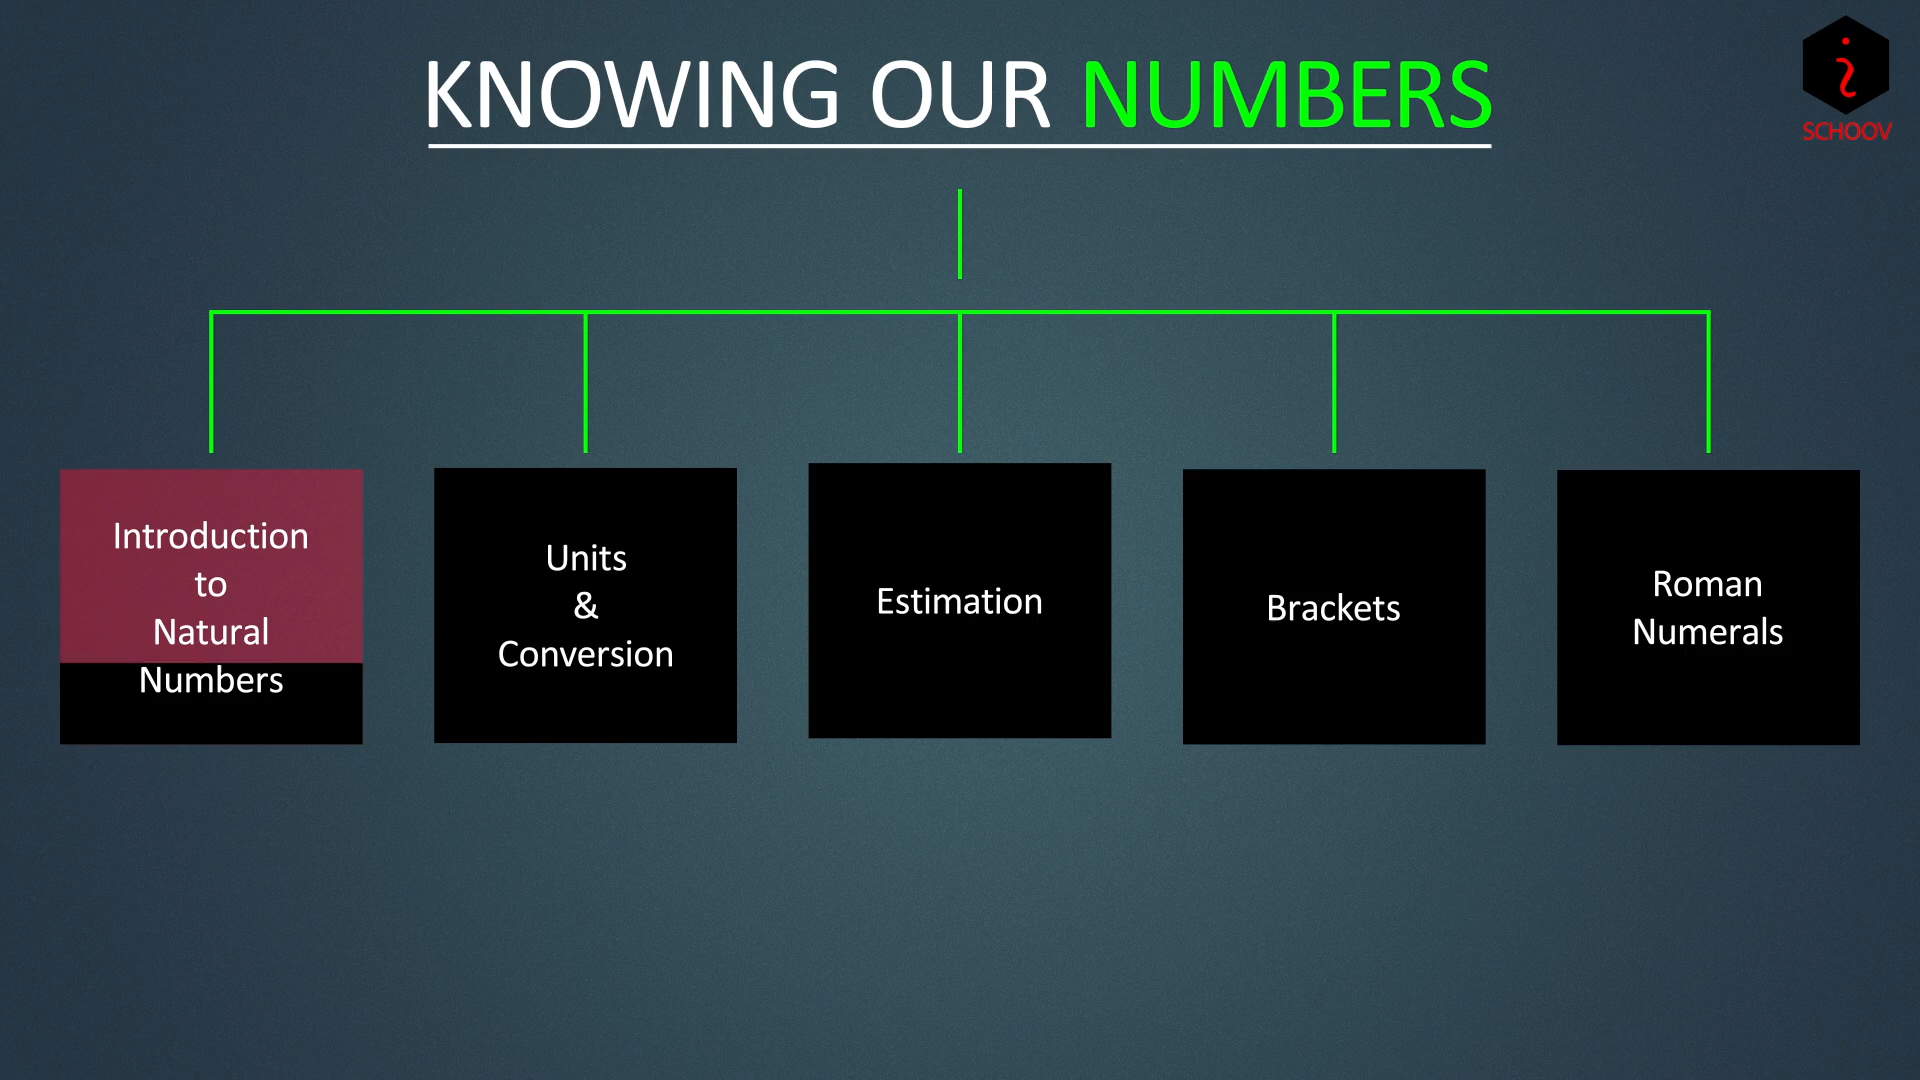 KNOWING OUR NUMBERS
SCHOOV
Introduction
to
Natural
Numbers
Units
&
Conversion
Estimation
Brackets
Roman
Numerals